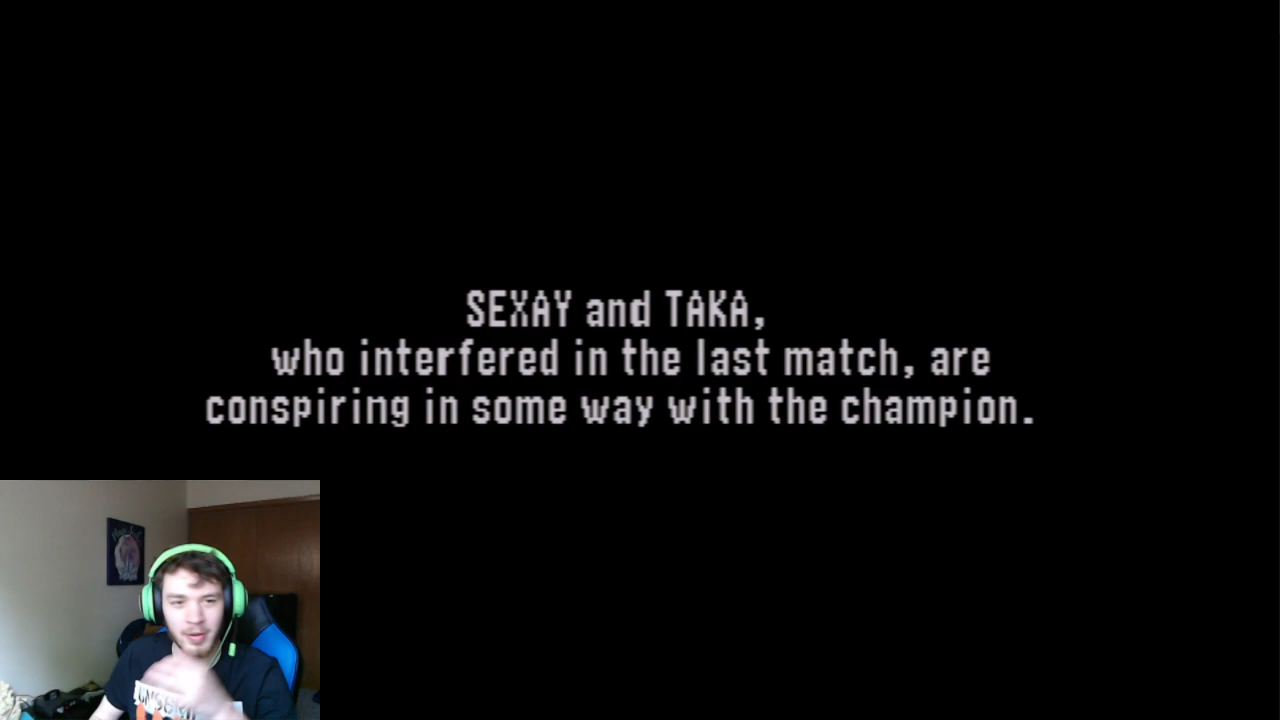 SEXAY and TAKA,
who interfered in the last match, are
conspiring in some way with the champion.